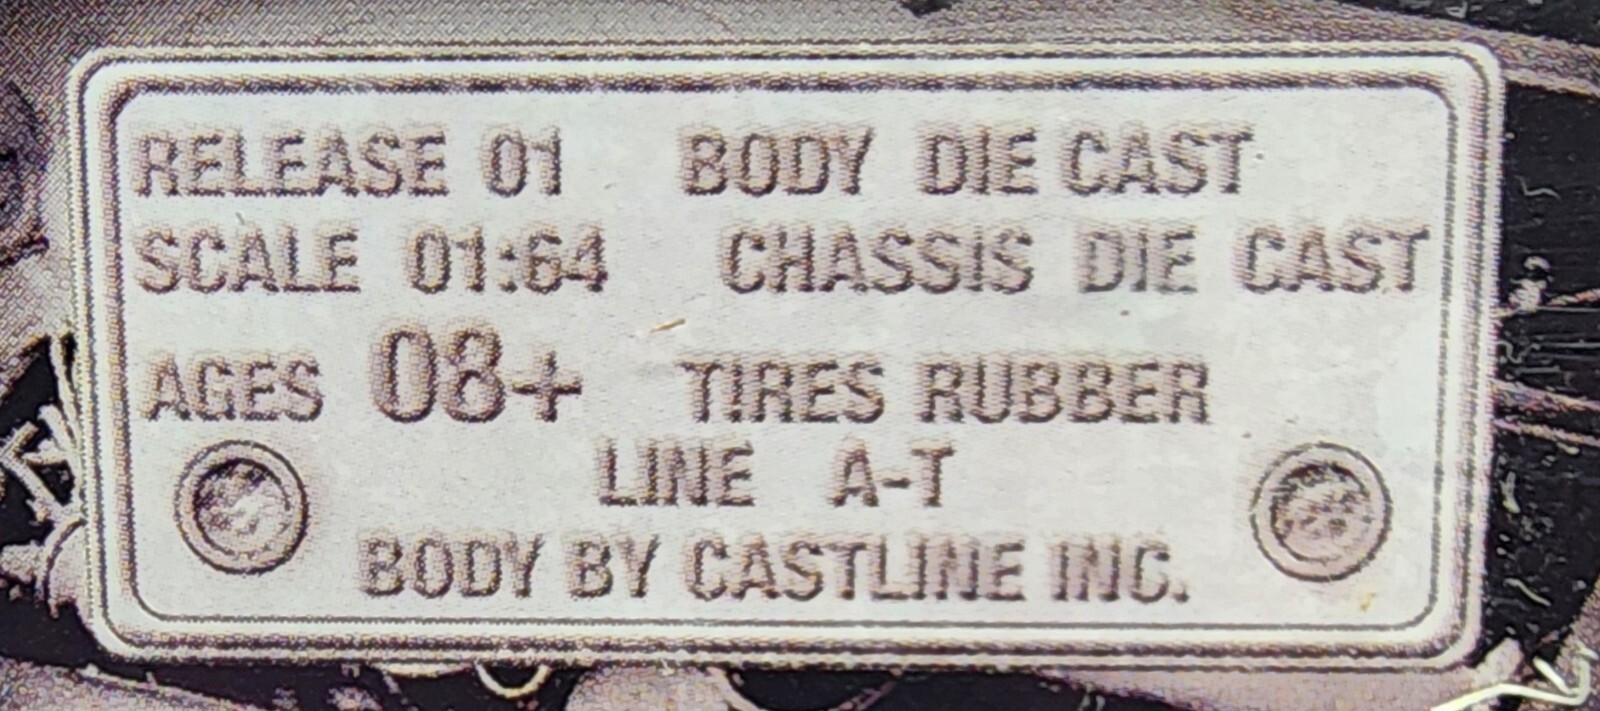 RELEASE 01 BODY DIE CAST
SCALE 01:64 CHASSIS DIE CAST
AGES 08+ TIRES RUBBER
LINE A-T
BODY BY CASTLINE INC.